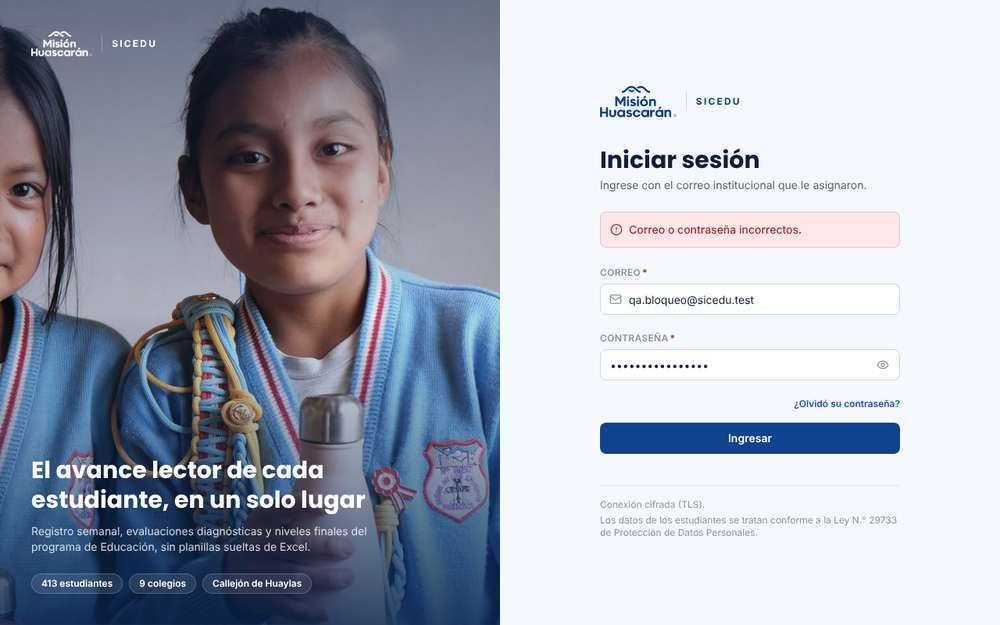 Misión
Huascarán
SICEDU
El avance lector de cada
estudiante, en un solo lugar
Registro semanal, evaluaciones diagnósticas y niveles finales del
programa de Educación, sin planillas sueltas de Excel.
413 estudiantes
9 colegios
Callejón de Huaylas
Misión
Huascarán
SICEDU
Iniciar sesión
Ingrese con el correo institucional que le asignaron.
Correo o contraseña incorrectos.
CORREO *
qa.bloqueo@sicedu.test
CONTRASEÑA *
••••••••••••••••
¿Olvidó su contraseña?
Ingresar
Conexión cifrada (TLS).
Los datos de los estudiantes se tratan conforme a la Ley N.° 29733
de Protección de Datos Personales.